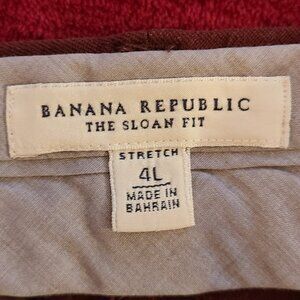 BANANA REPUBLIC
THE SLOAN FIT
STRETCH
4L
MADE IN
BAHRAIN